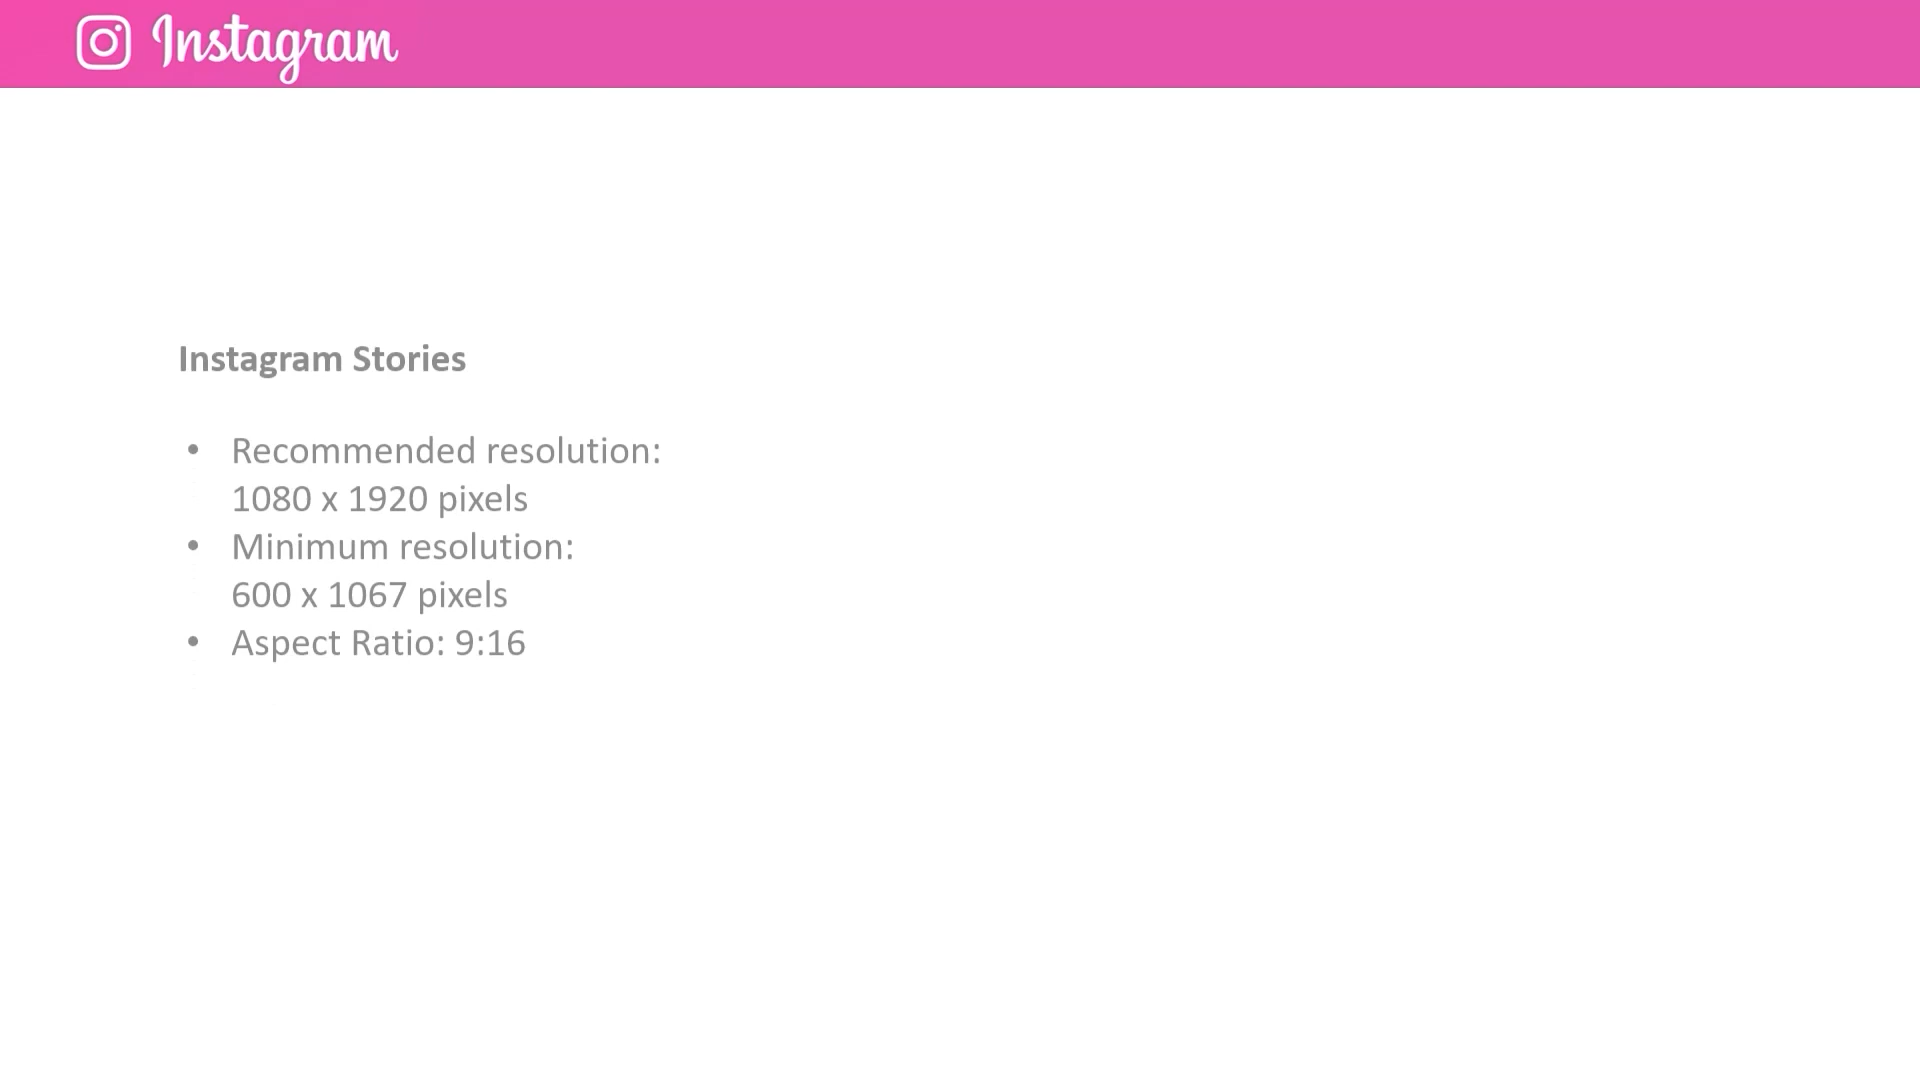 Instagram
Instagram Stories
• Recommended resolution:
1080 x 1920 pixels
• Minimum resolution:
600 x 1067 pixels
• Aspect Ratio: 9:16